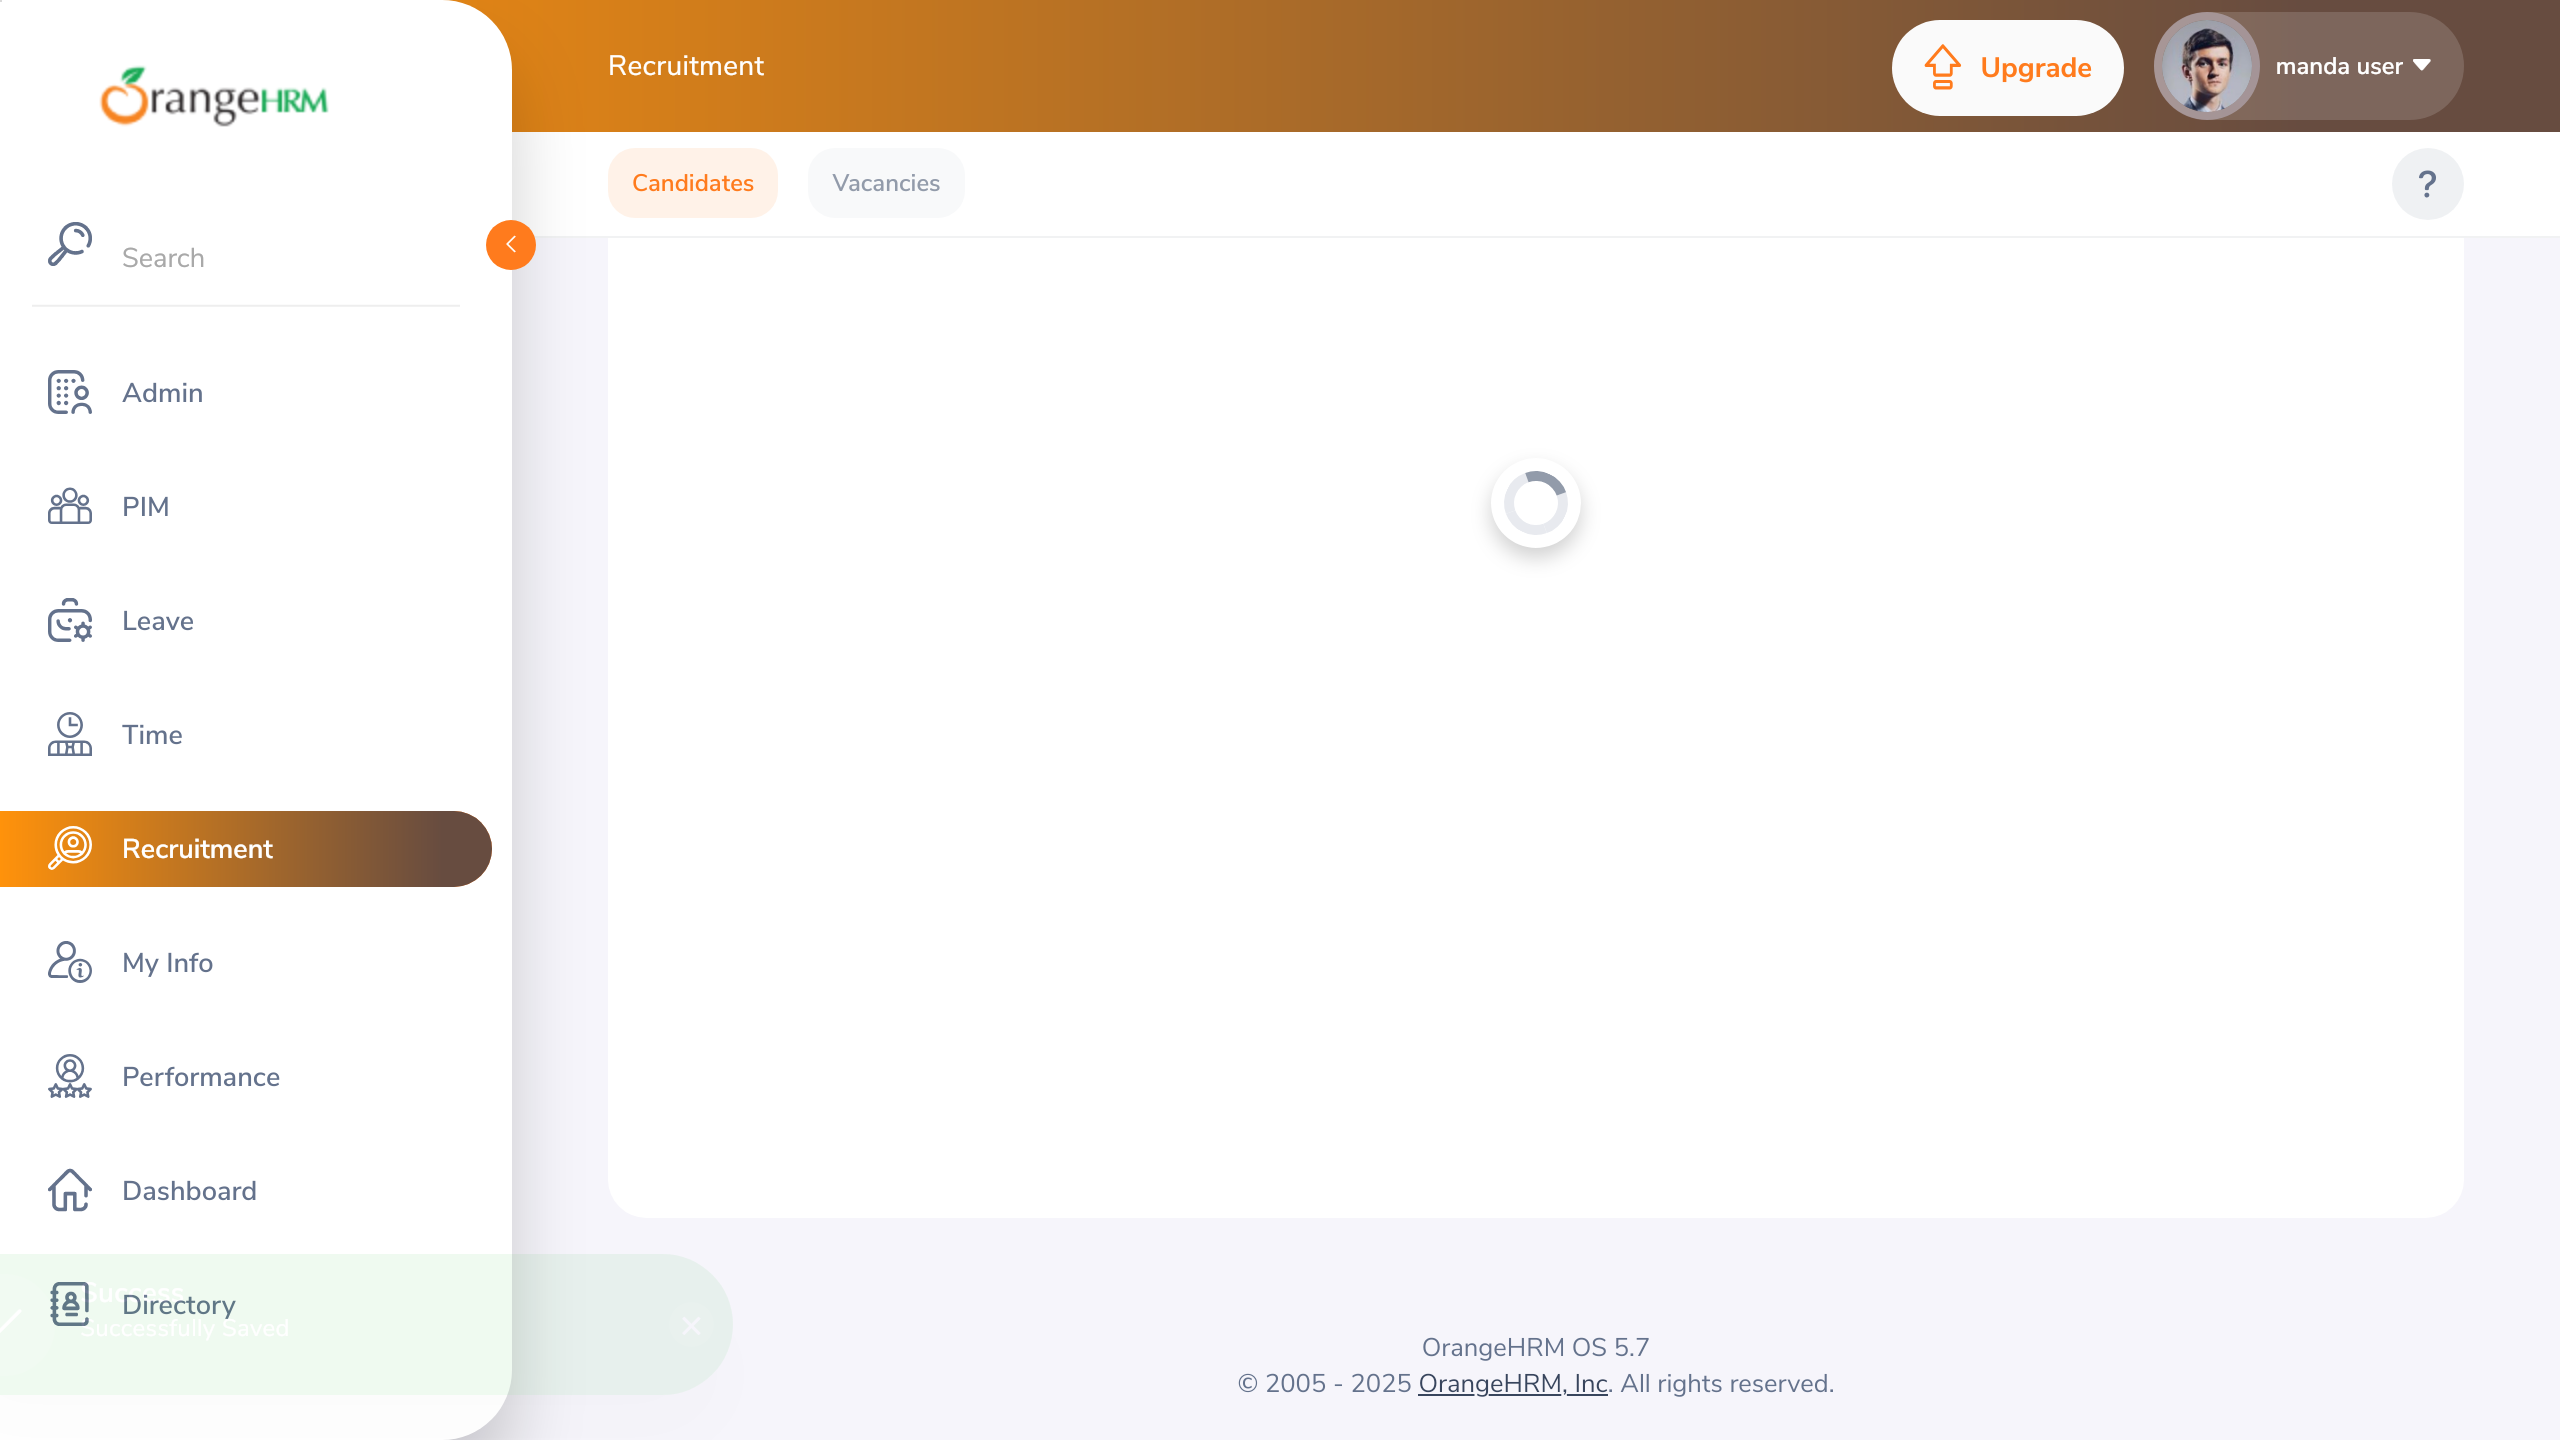 OrangeHRM
Recruitment
Upgrade
manda user
Candidates
Vacancies
?
Search
Admin
PIM
Leave
Time
Recruitment
My Info
Performance
Dashboard
Directory
Success
Successfully Saved
OrangeHRM OS 5.7
© 2005 - 2025 OrangeHRM, Inc. All rights reserved.